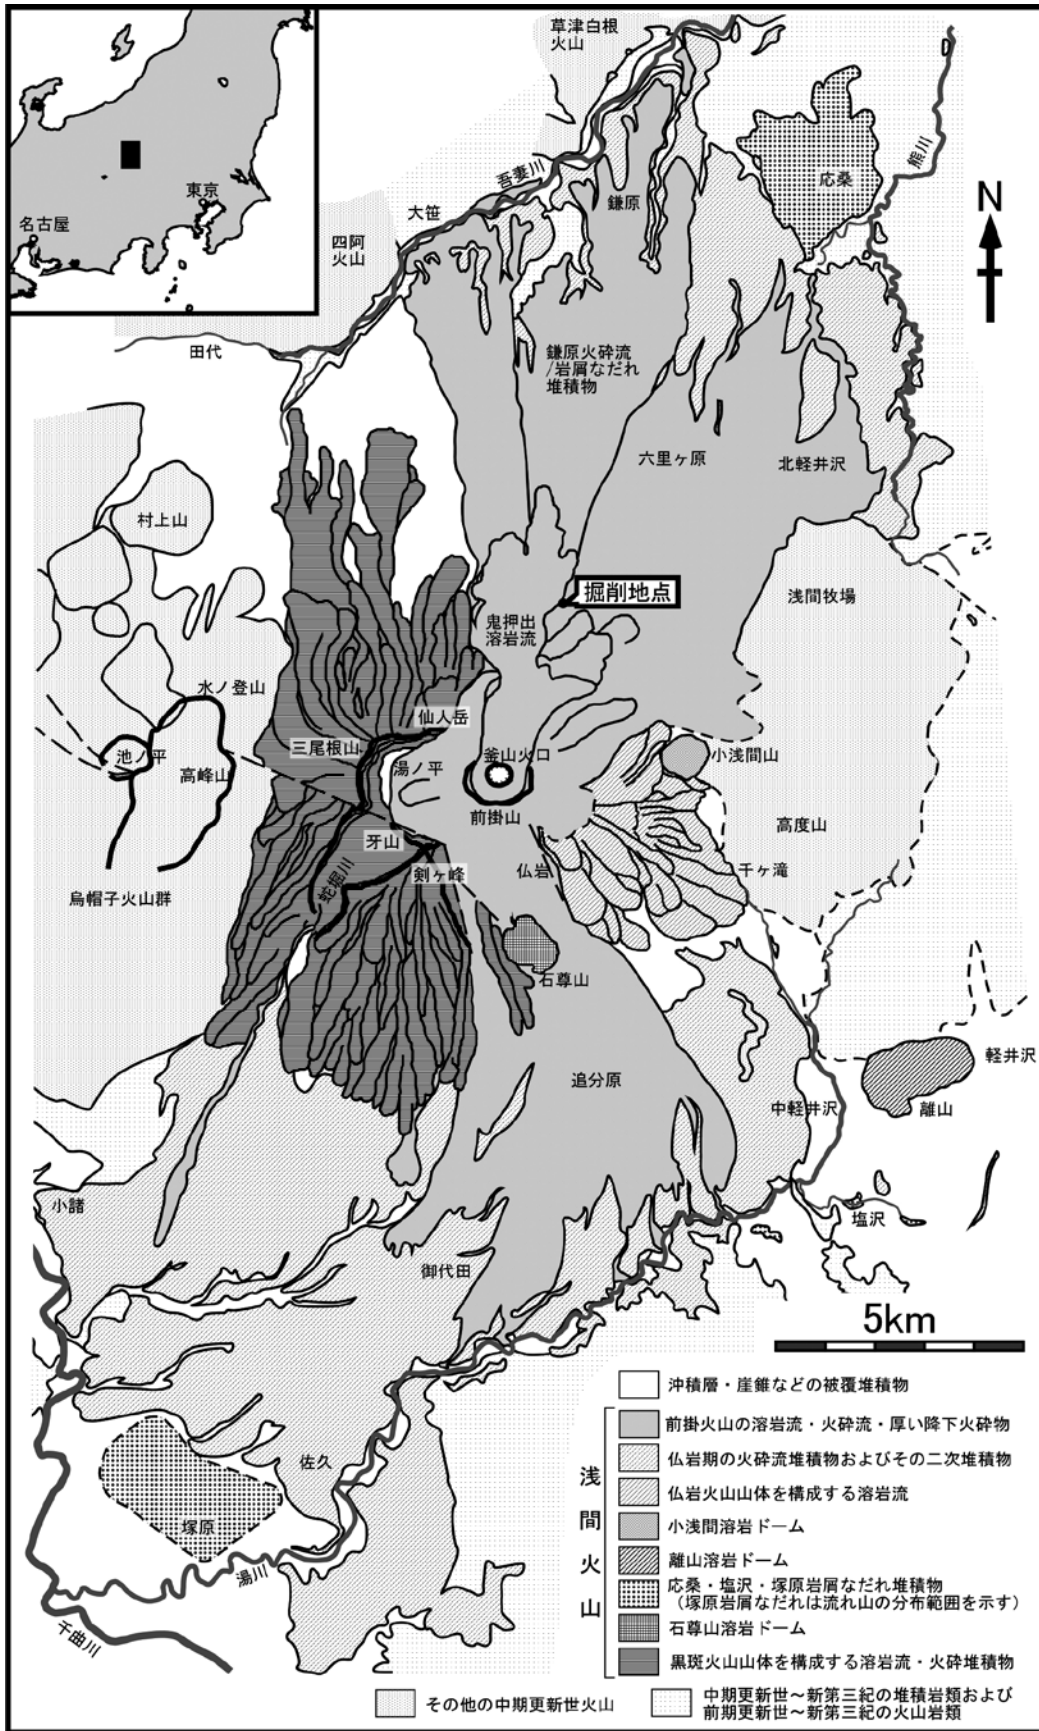 草津白根
火山
東京
名古屋
N
応桑
熊川
吾妻川
鎌原
大笹
四阿
火山
田代
鎌原火砕流
/岩屑なだれ
堆積物
六里ヶ原
北軽井沢
村上山
掘削地点
浅間牧場
鬼押出
溶岩流
水ノ登山
仙人岳
三尾根山
釜山火口
小浅間山
池ノ平
湯ノ平
高峰山
前掛山
高度山
牙山
仏岩
千ヶ滝
剣ヶ峰
蛇堀川
烏帽子火山群
石尊山
追分原
軽井沢
中軽井沢
離山
小諸
塩沢
御代田
5km
佐久
塚原
湯川
千曲川
沖積層・崖錐などの被覆堆積物
浅間火山
前掛火山の溶岩流・火砕流・厚い降下火砕物
仏岩期の火砕流堆積物およびその二次堆積物
仏岩火山山体を構成する溶岩流
小浅間溶岩ドーム
離山溶岩ドーム
応桑・塩沢・塚原岩屑なだれ堆積物
(塚原岩屑なだれは流れ山の分布範囲を示す)
石尊山溶岩ドーム
黒斑火山山体を構成する溶岩流・火砕堆積物
その他の中期更新世火山
中期更新世～新第三紀の堆積岩類および
前期更新世～新第三紀の火山岩類